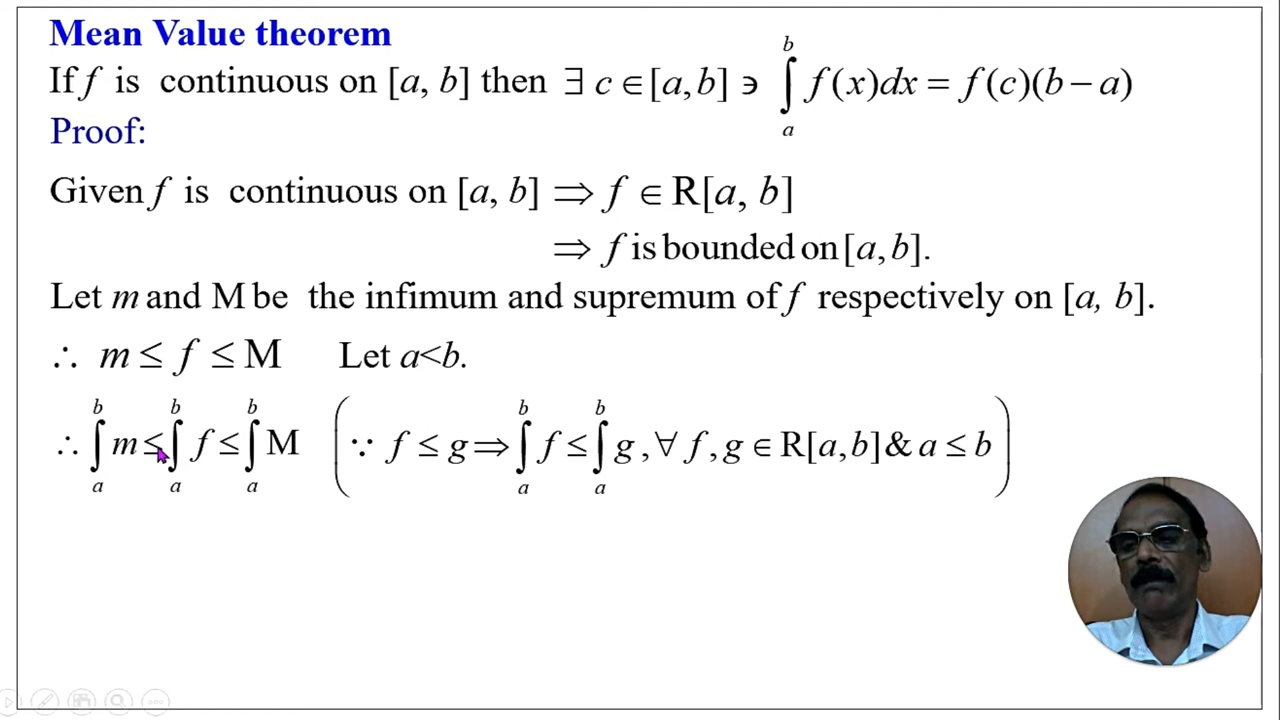 Mean Value theorem
If f is continuous on [a, b] then ∃ c ∈ [a, b] ∍ ∫_a^b f(x)dx = f(c)(b − a)
Proof:
Given f is continuous on [a, b] ⇒ f ∈ R[a, b]
⇒ f is bounded on [a, b].
Let m and M be the infimum and supremum of f respectively on [a, b].
∴ m ≤ f ≤ M Let a<b.
∴ ∫_a^b m ≤ ∫_a^b f ≤ ∫_a^b M (∵ f ≤ g ⇒ ∫_a^b f ≤ ∫_a^b g, ∀ f, g ∈ R[a, b] & a ≤ b)